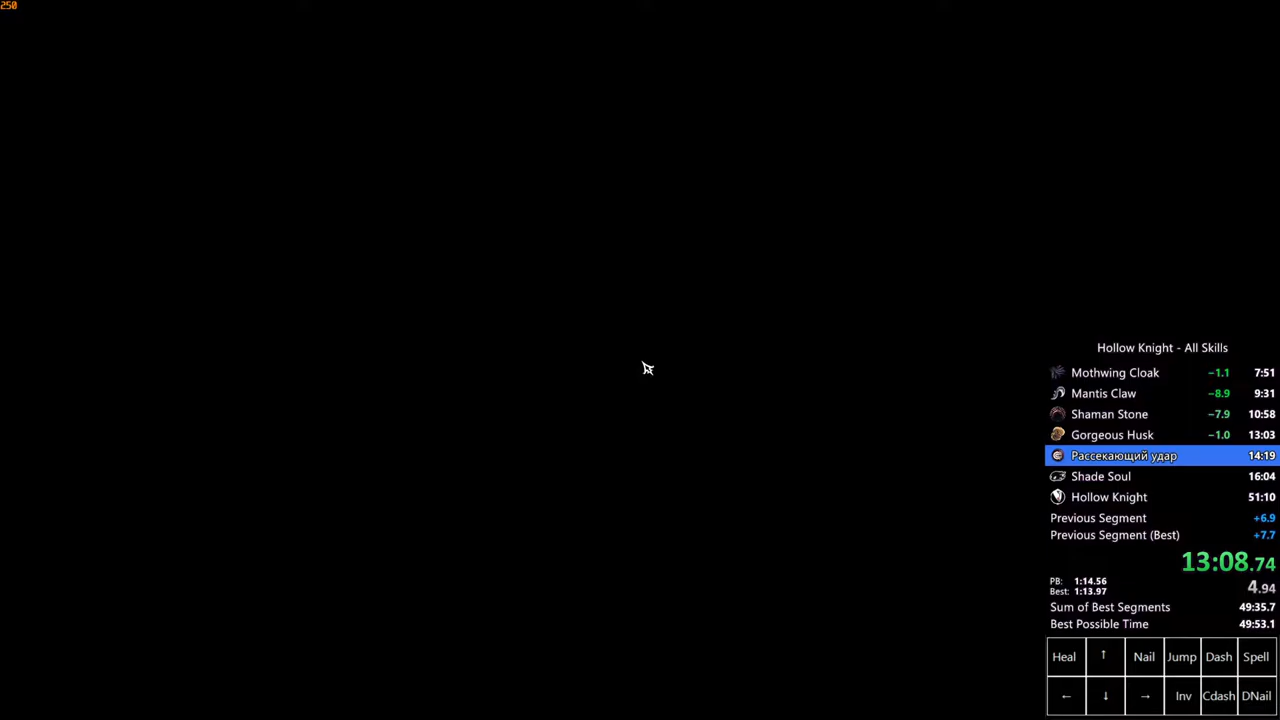 250
Hollow Knight - All Skills
Mothwing Cloak −1.1 7:51
Mantis Claw −8.9 9:31
Shaman Stone −7.9 10:58
Gorgeous Husk −1.0 13:03
Рассекающий удар 14:19
Shade Soul 16:04
Hollow Knight 51:10
Previous Segment +6.9
Previous Segment (Best) +7.7
13:08.74
PB: 1:14.56
Best: 1:13.97
4.94
Sum of Best Segments 49:35.7
Best Possible Time 49:53.1
Heal ↑ Nail Jump Dash Spell
← ↓ → Inv Cdash DNail